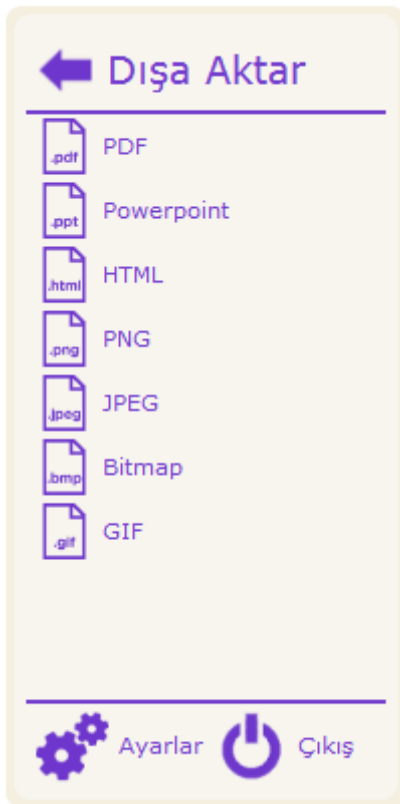 Dışa Aktar
.pdf PDF
.ppt Powerpoint
.html HTML
.png PNG
.jpeg JPEG
.bmp Bitmap
.gif GIF
Ayarlar Çıkış